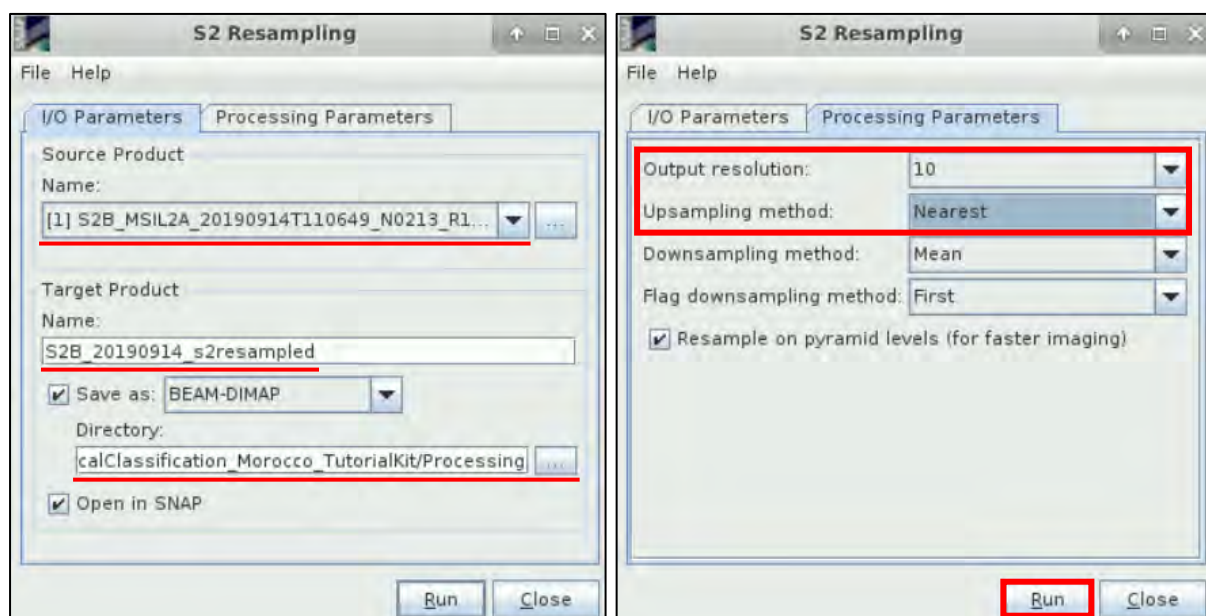 S2 Resampling
File Help
I/O Parameters Processing Parameters
Source Product
Name:
[1] S2B_MSIL2A_20190914T110649_N0213_R1... ...
Target Product
Name:
S2B_20190914_s2resampled
Save as: BEAM-DIMAP
Directory:
calClassification_Morocco_TutorialKit/Processing ...
Open in SNAP
Run Close
S2 Resampling
File Help
I/O Parameters Processing Parameters
Output resolution: 10
Upsampling method: Nearest
Downsampling method: Mean
Flag downsampling method: First
Resample on pyramid levels (for faster imaging)
Run Close